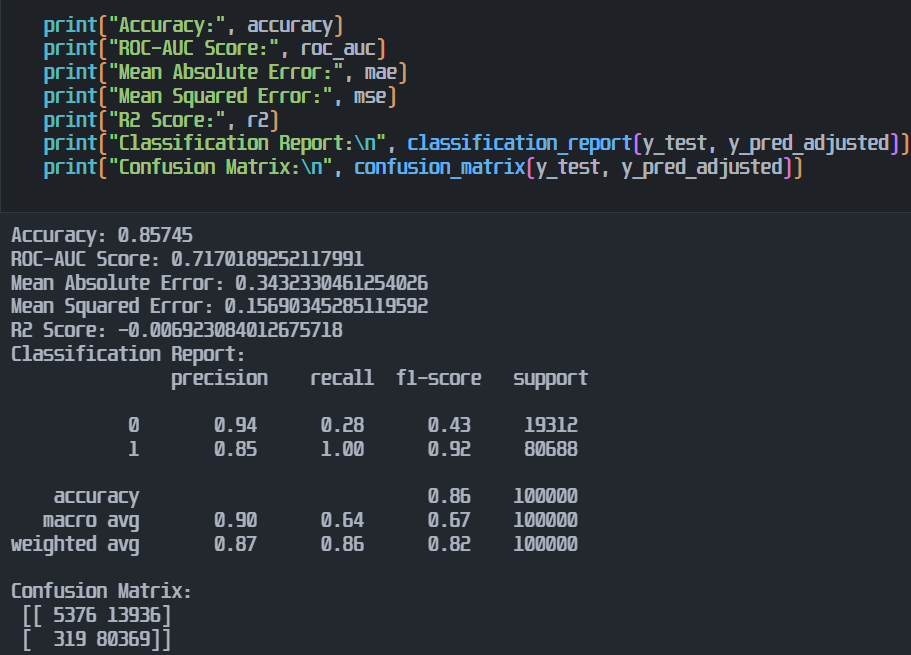 print("Accuracy:", accuracy)
print("ROC-AUC Score:", roc_auc)
print("Mean Absolute Error:", mae)
print("Mean Squared Error:", mse)
print("R2 Score:", r2)
print("Classification Report:\n", classification_report(y_test, y_pred_adjusted))
print("Confusion Matrix:\n", confusion_matrix(y_test, y_pred_adjusted))
Accuracy: 0.85745
ROC-AUC Score: 0.7170189252117991
Mean Absolute Error: 0.3432330461254026
Mean Squared Error: 0.15690345285119592
R2 Score: -0.006923084012675718
Classification Report:
precision recall f1-score support
0 0.94 0.28 0.43 19312
1 0.85 1.00 0.92 80688
accuracy 0.86 100000
macro avg 0.90 0.64 0.67 100000
weighted avg 0.87 0.86 0.82 100000
Confusion Matrix:
[[ 5376 13936]
[ 319 80369]]